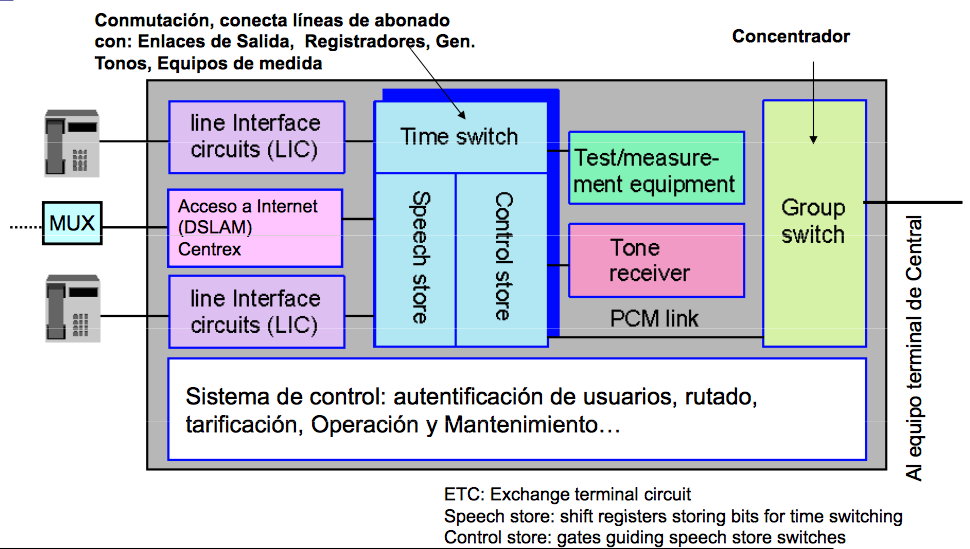 Conmutación, conecta líneas de abonado
con: Enlaces de Salida, Registradores, Gen.
Tonos, Equipos de medida
Concentrador
line Interface
circuits (LIC)
Time switch
Test/measure-
ment equipment
MUX
Acceso a Internet
(DSLAM)
Centrex
Speech store
Control store
Group
switch
Tone
receiver
line Interface
circuits (LIC)
PCM link
Al equipo terminal de Central
Sistema de control: autentificación de usuarios, rutado,
tarificación, Operación y Mantenimiento…
ETC: Exchange terminal circuit
Speech store: shift registers storing bits for time switching
Control store: gates guiding speech store switches